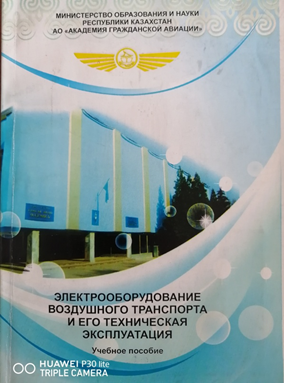 МИНИСТЕРСТВО ОБРАЗОВАНИЯ И НАУКИ
РЕСПУБЛИКИ КАЗАХСТАН
АО «АКАДЕМИЯ ГРАЖДАНСКОЙ АВИАЦИИ»
ЭЛЕКТРООБОРУДОВАНИЕ
ВОЗДУШНОГО ТРАНСПОРТА
И ЕГО ТЕХНИЧЕСКАЯ
ЭКСПЛУАТАЦИЯ
Учебное пособие
HUAWEI P30 lite
TRIPLE CAMERA